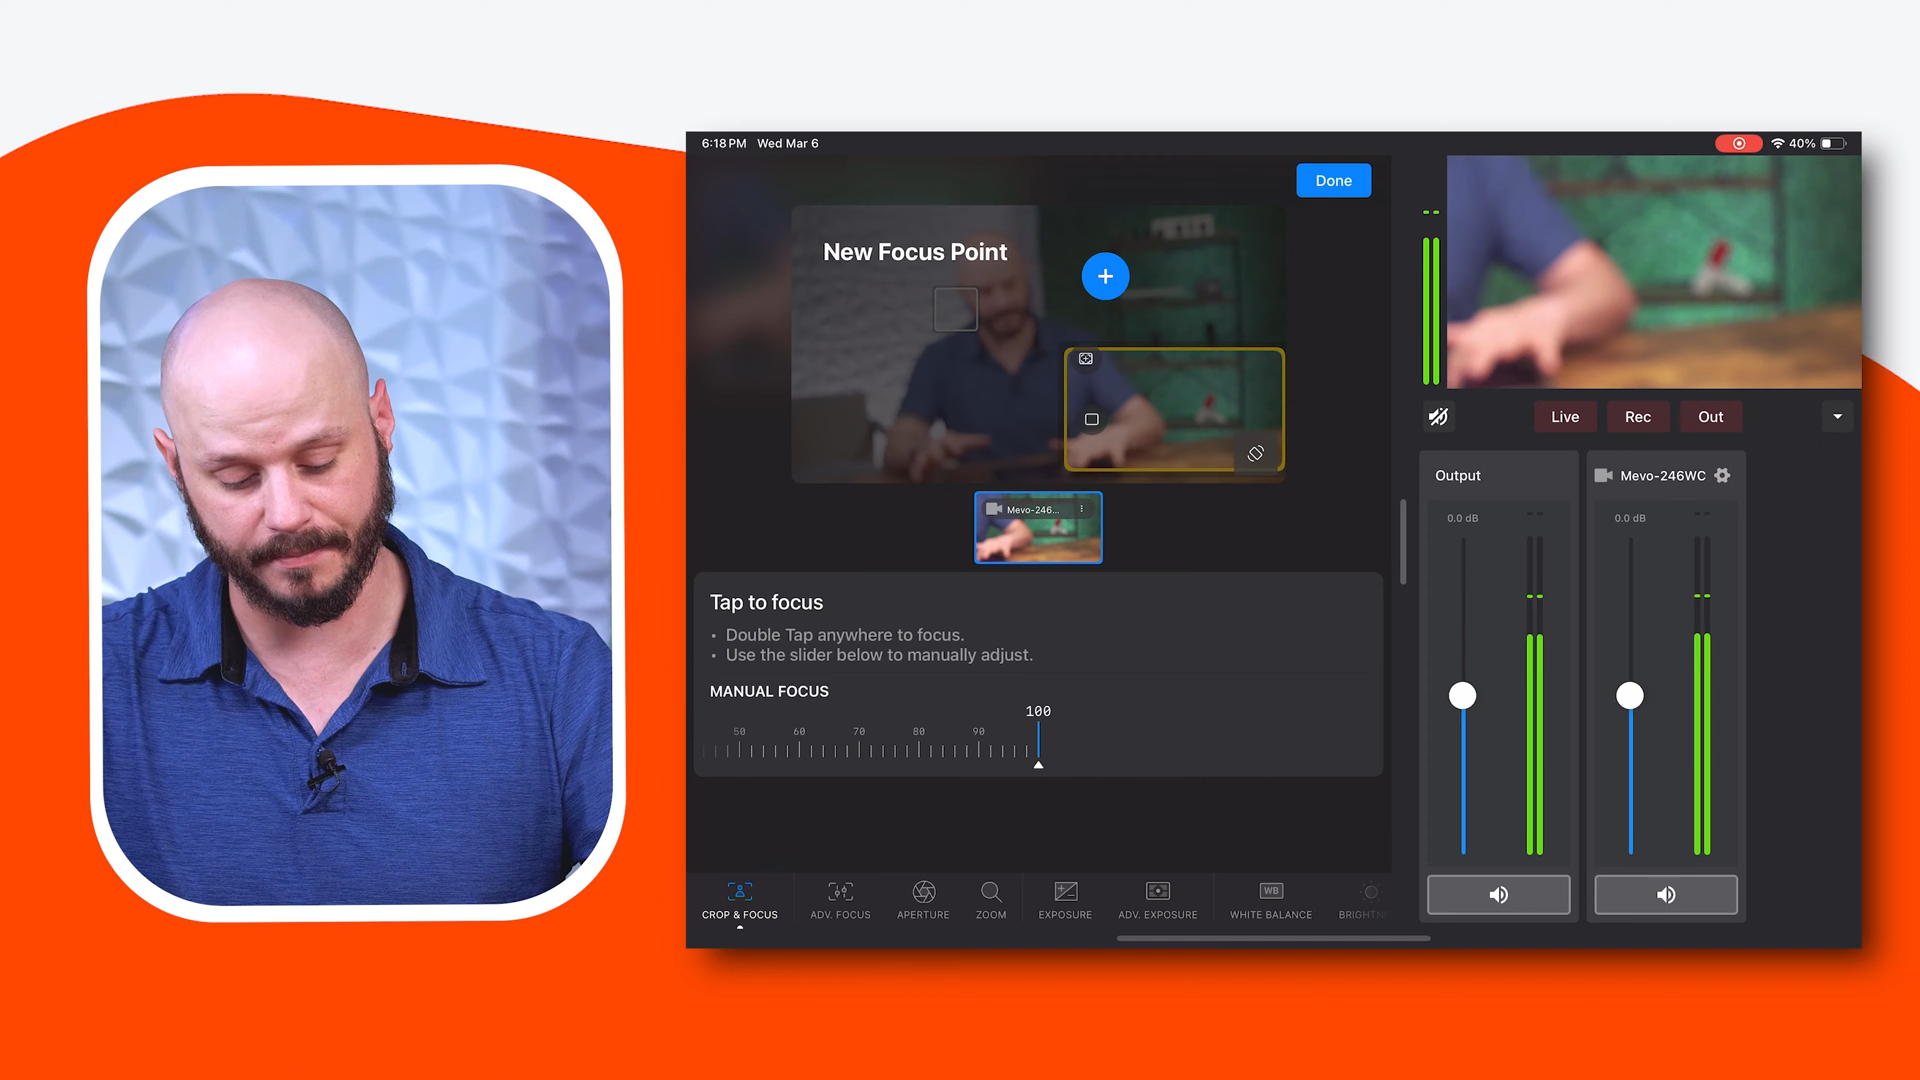 6:18 PM Wed Mar 6
40%
Done
New Focus Point
Mevo-246...
Tap to focus
• Double Tap anywhere to focus.
• Use the slider below to manually adjust.
MANUAL FOCUS
100
50 60 70 80 90
CROP & FOCUS
ADV. FOCUS
APERTURE
ZOOM
EXPOSURE
ADV. EXPOSURE
WB
WHITE BALANCE
BRIGHTN
Live
Rec
Out
Output
Mevo-246WC
0.0 dB
0.0 dB